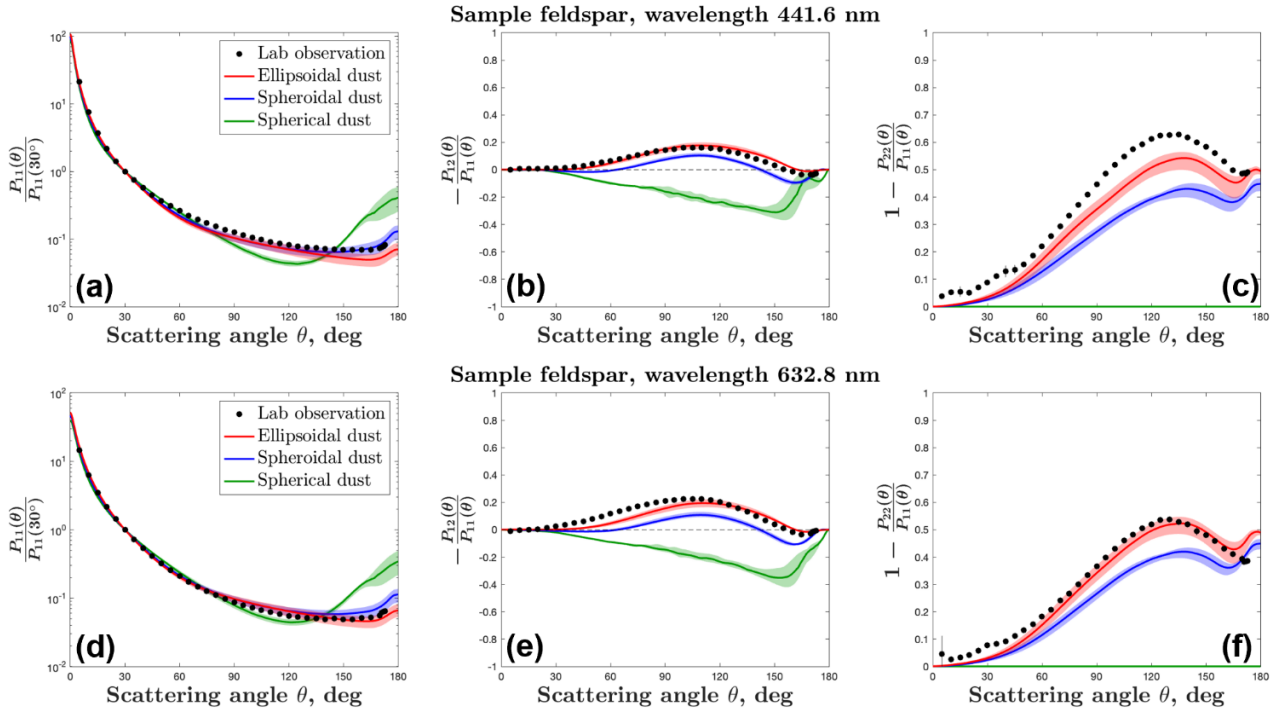 Sample feldspar, wavelength 441.6 nm
P₁₁(θ)
P₁₁(30°)
10²
10¹
10⁰
10⁻¹
10⁻²
Lab observation
Ellipsoidal dust
Spheroidal dust
Spherical dust
(a)
0 30 60 90 120 150 180
Scattering angle θ, deg
− P₁₂(θ)
P₁₁(θ)
1
0.8
0.6
0.4
0.2
0
-0.2
-0.4
-0.6
-0.8
-1
(b)
0 30 60 90 120 150 180
Scattering angle θ, deg
1 − P₂₂(θ)
P₁₁(θ)
1
0.9
0.8
0.7
0.6
0.5
0.4
0.3
0.2
0.1
0
(c)
0 30 60 90 120 150 180
Scattering angle θ, deg
Sample feldspar, wavelength 632.8 nm
P₁₁(θ)
P₁₁(30°)
10²
10¹
10⁰
10⁻¹
10⁻²
Lab observation
Ellipsoidal dust
Spheroidal dust
Spherical dust
(d)
0 30 60 90 120 150 180
Scattering angle θ, deg
− P₁₂(θ)
P₁₁(θ)
1
0.8
0.6
0.4
0.2
0
-0.2
-0.4
-0.6
-0.8
-1
(e)
0 30 60 90 120 150 180
Scattering angle θ, deg
1 − P₂₂(θ)
P₁₁(θ)
1
0.9
0.8
0.7
0.6
0.5
0.4
0.3
0.2
0.1
0
(f)
0 30 60 90 120 150 180
Scattering angle θ, deg